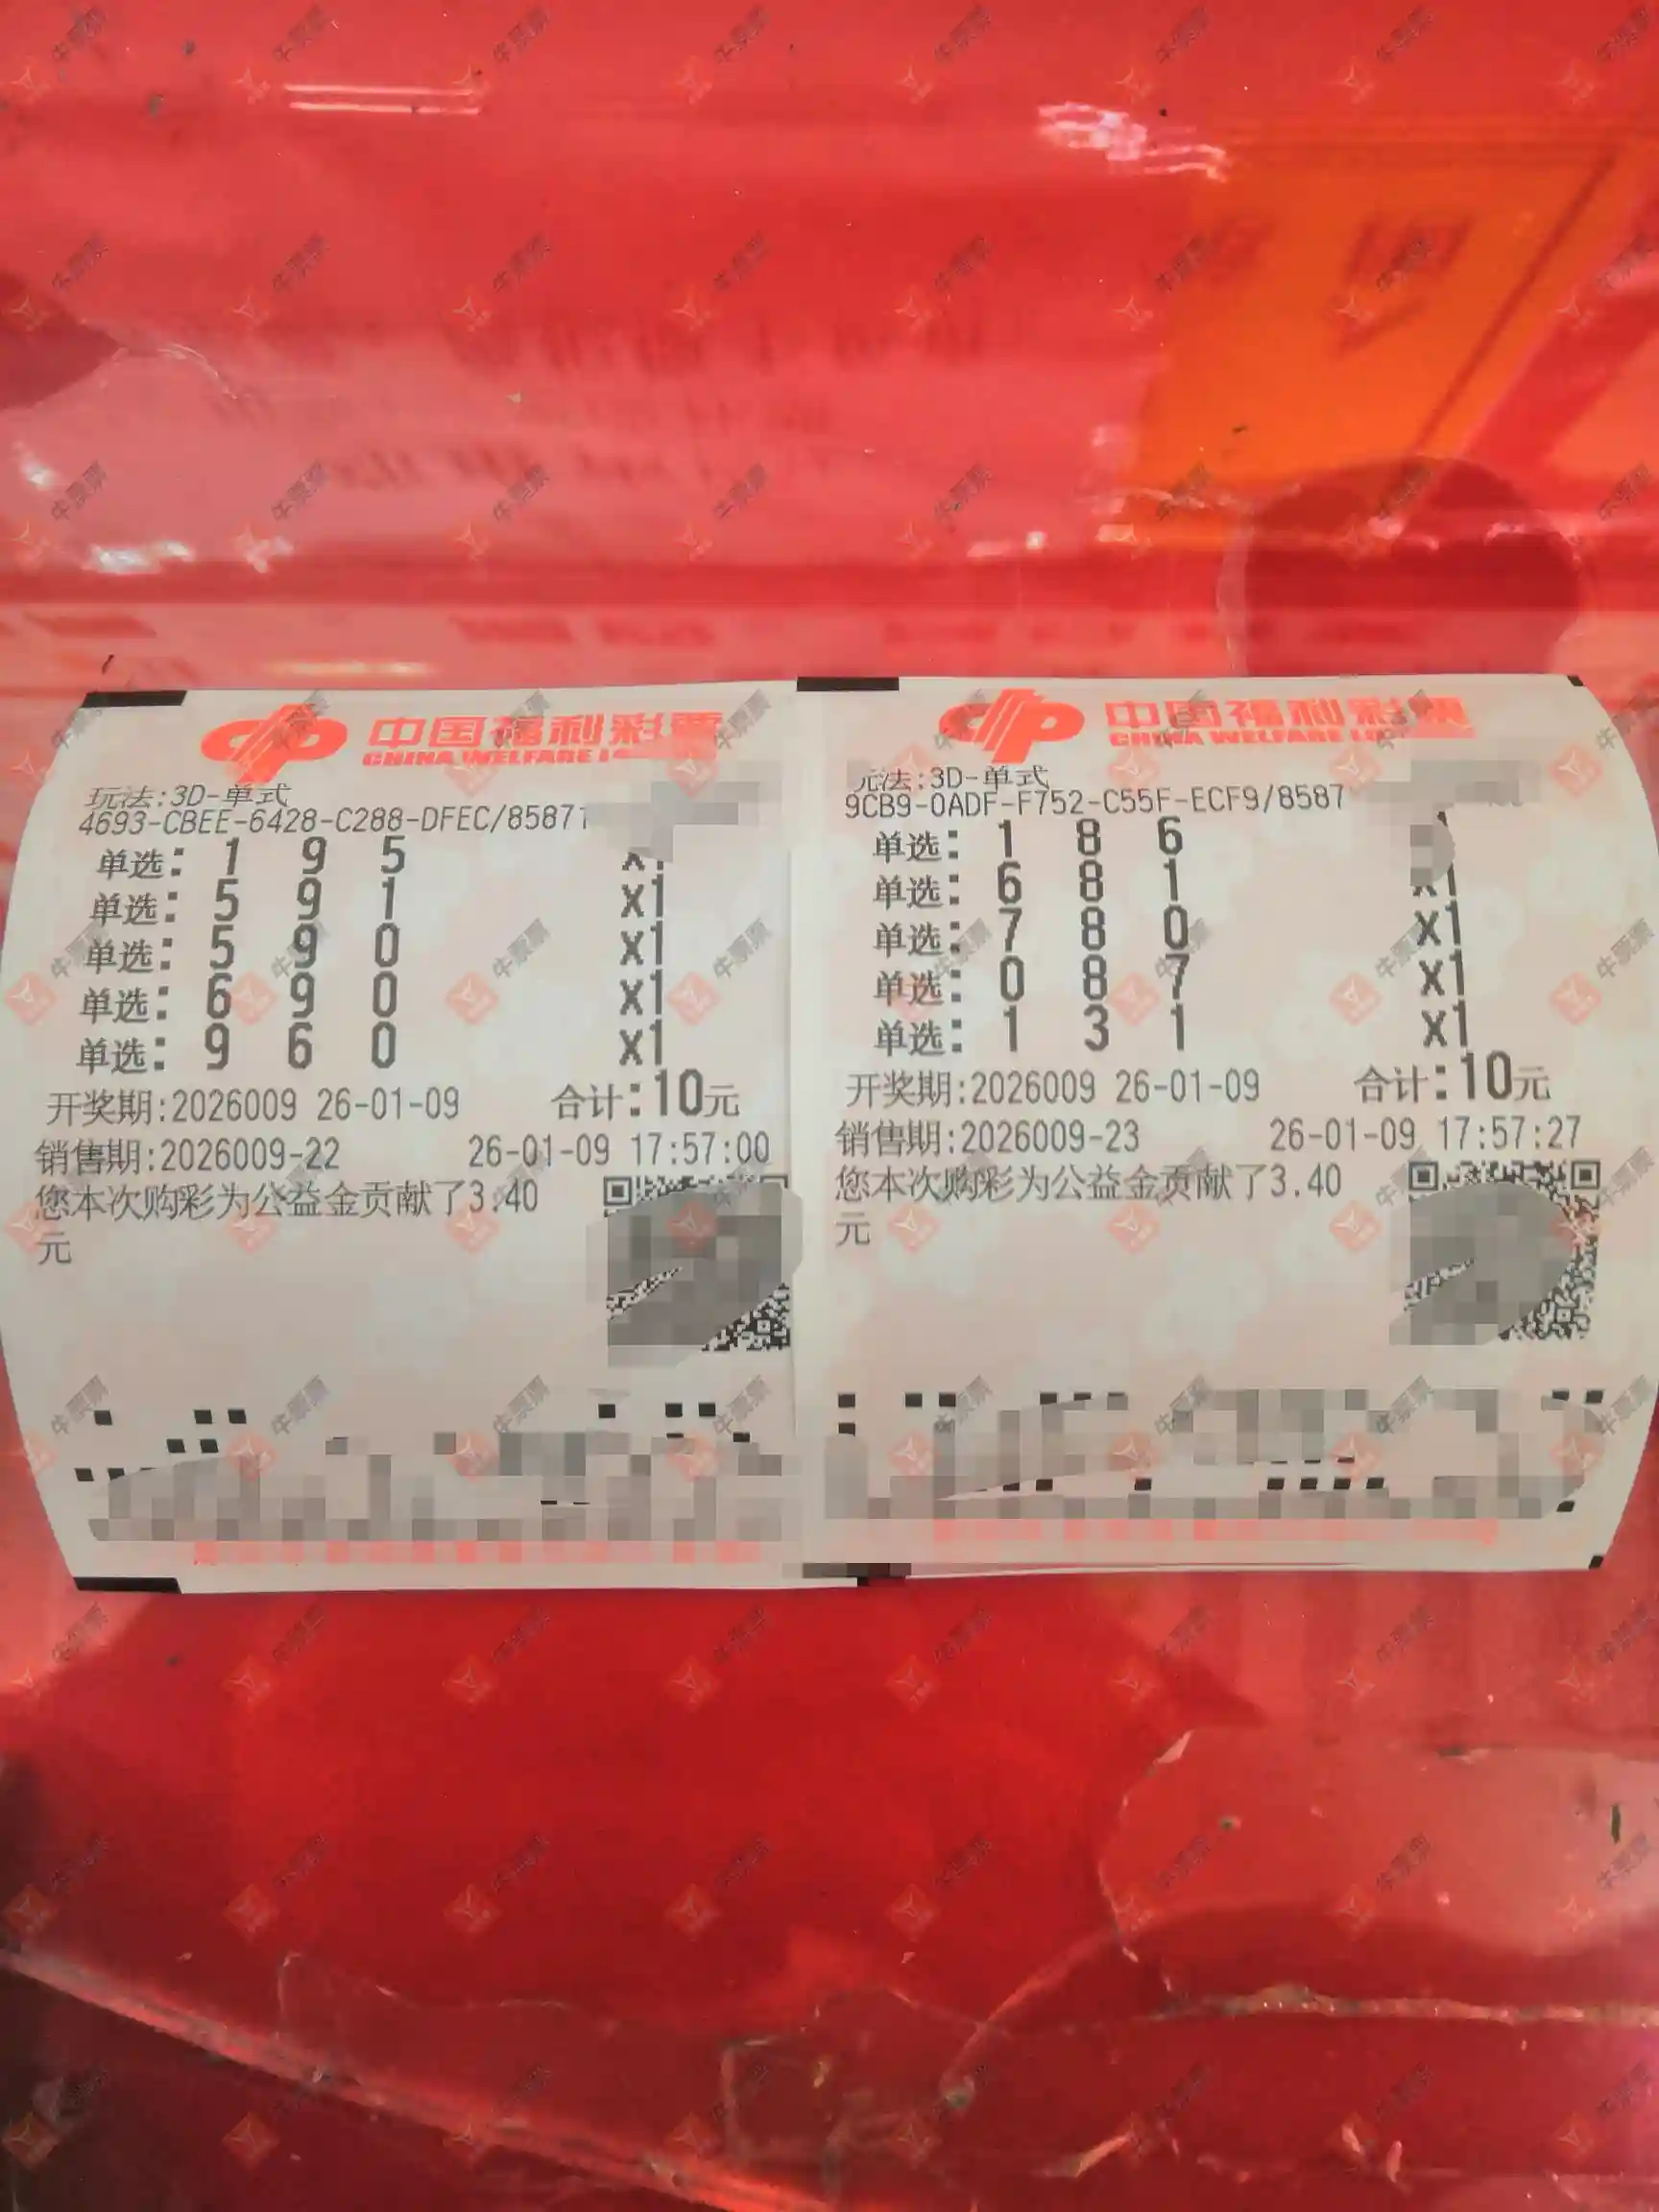 中国福利彩票
CHINA WELFARE
玩法:3D-单式
4693-CBEE-6428-C288-DFEC/85871
单选: 1 9 5 x1
单选: 5 9 1 x1
单选: 5 9 0 x1
单选: 6 9 0 x1
单选: 9 6 0 x1
开奖期:2026009 26-01-09 合计:10元
销售期:2026009-22 26-01-09 17:57:00
您本次购彩为公益金贡献了3.40
元
中国福利彩票
CHINA WELFARE
玩法:3D-单式
9CB9-0ADF-F752-C55F-ECF9/8587
单选: 1 8 6
单选: 6 8 1 x1
单选: 7 8 0 x1
单选: 0 8 7 x1
单选: 1 3 1 x1
开奖期:2026009 26-01-09 合计:10元
销售期:2026009-23 26-01-09 17:57:27
您本次购彩为公益金贡献了3.40
元
牛票票